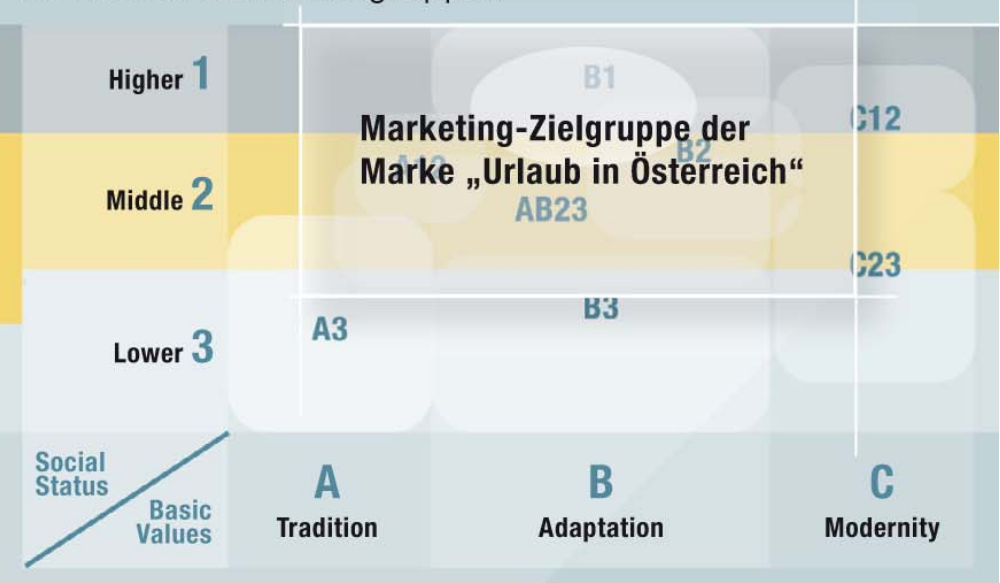 Higher 1
B1
C12
Marketing-Zielgruppe der
B2
Marke „Urlaub in Österreich“
Middle 2
AB23
C23
B3
A3
Lower 3
Social
Status
Basic
Values
A
B
C
Tradition
Adaptation
Modernity